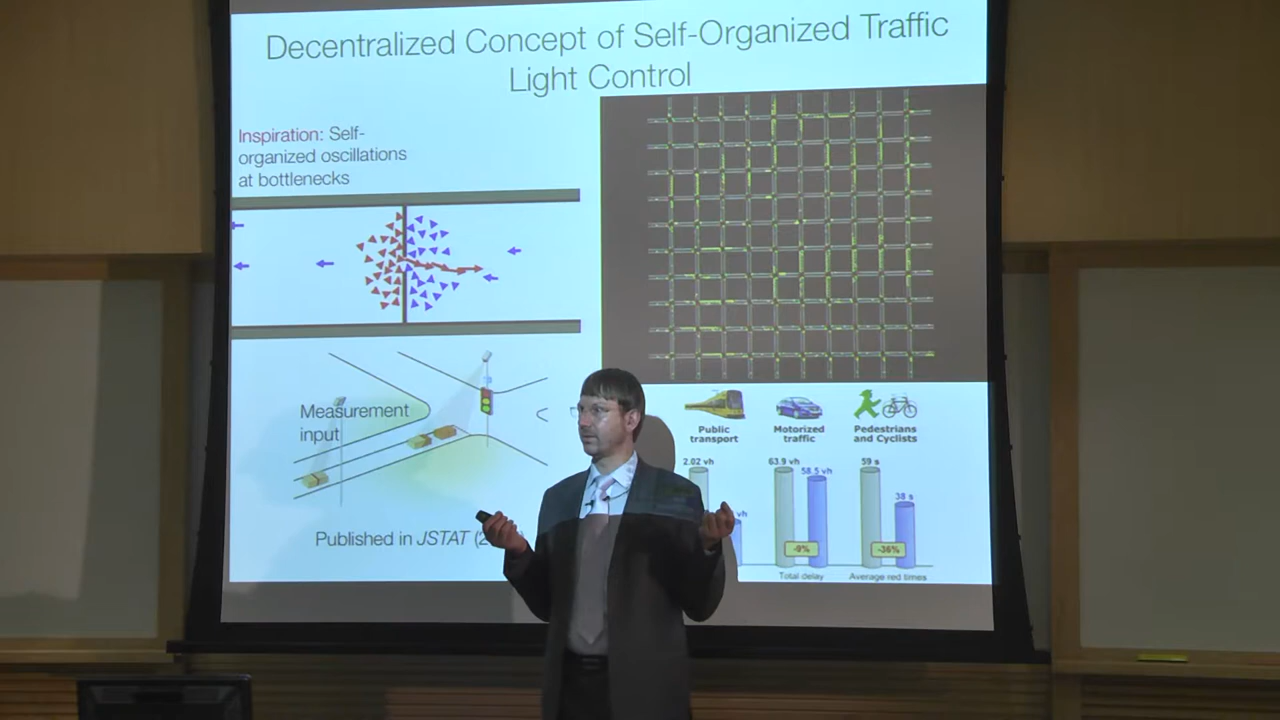 Decentralized Concept of Self-Organized Traffic
Light Control
Inspiration: Self-
organized oscillations
at bottlenecks
Measurement
input
Published in JSTAT (2
Public
transport
Motorized
traffic
Pedestrians
and Cyclists
2.02 vh
vh
63.9 vh
58.5 vh
-9%
Total delay
59 s
38 s
-36%
Average red times